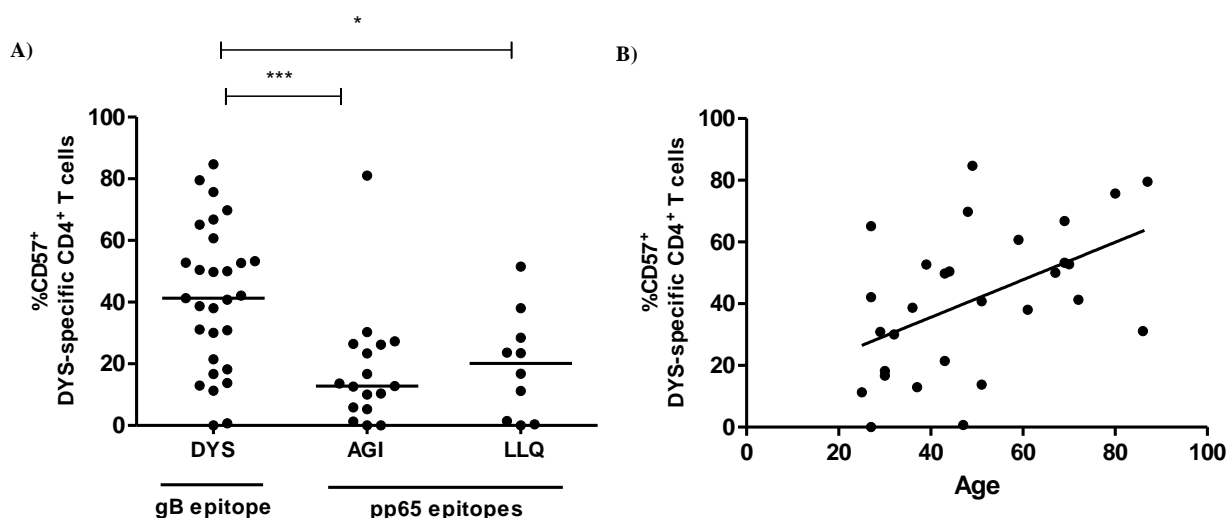 A)
*
***
%CD57+
DYS-specific CD4+ T cells
100
80
60
40
20
0
DYS
AGI
LLQ
gB epitope
pp65 epitopes
B)
%CD57+
DYS-specific CD4+ T cells
100
80
60
40
20
0
0
20
40
60
80
100
Age